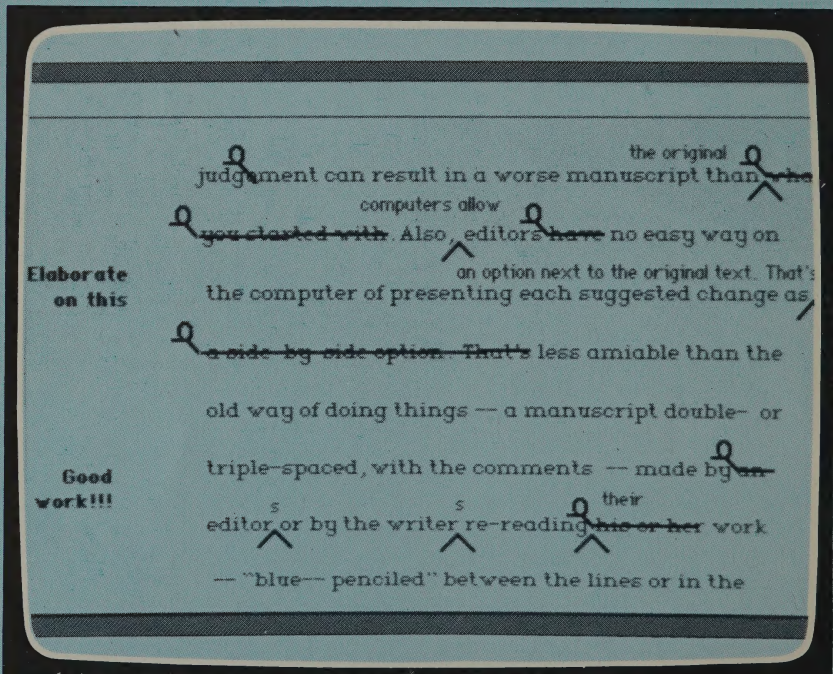 the original
judgement can result in a worse manuscript than
computers allow
you started with. Also, editors have no easy way on
Elaborate
on this
an option next to the original text. That's
the computer of presenting each suggested change as
a side by side option. That's less amiable than the
old way of doing things -- a manuscript double- or
triple-spaced, with the comments -- made by an
Good
work!!!
s s their
editor or by the writer re-reading his or her work
-- "blue-- penciled" between the lines or in the